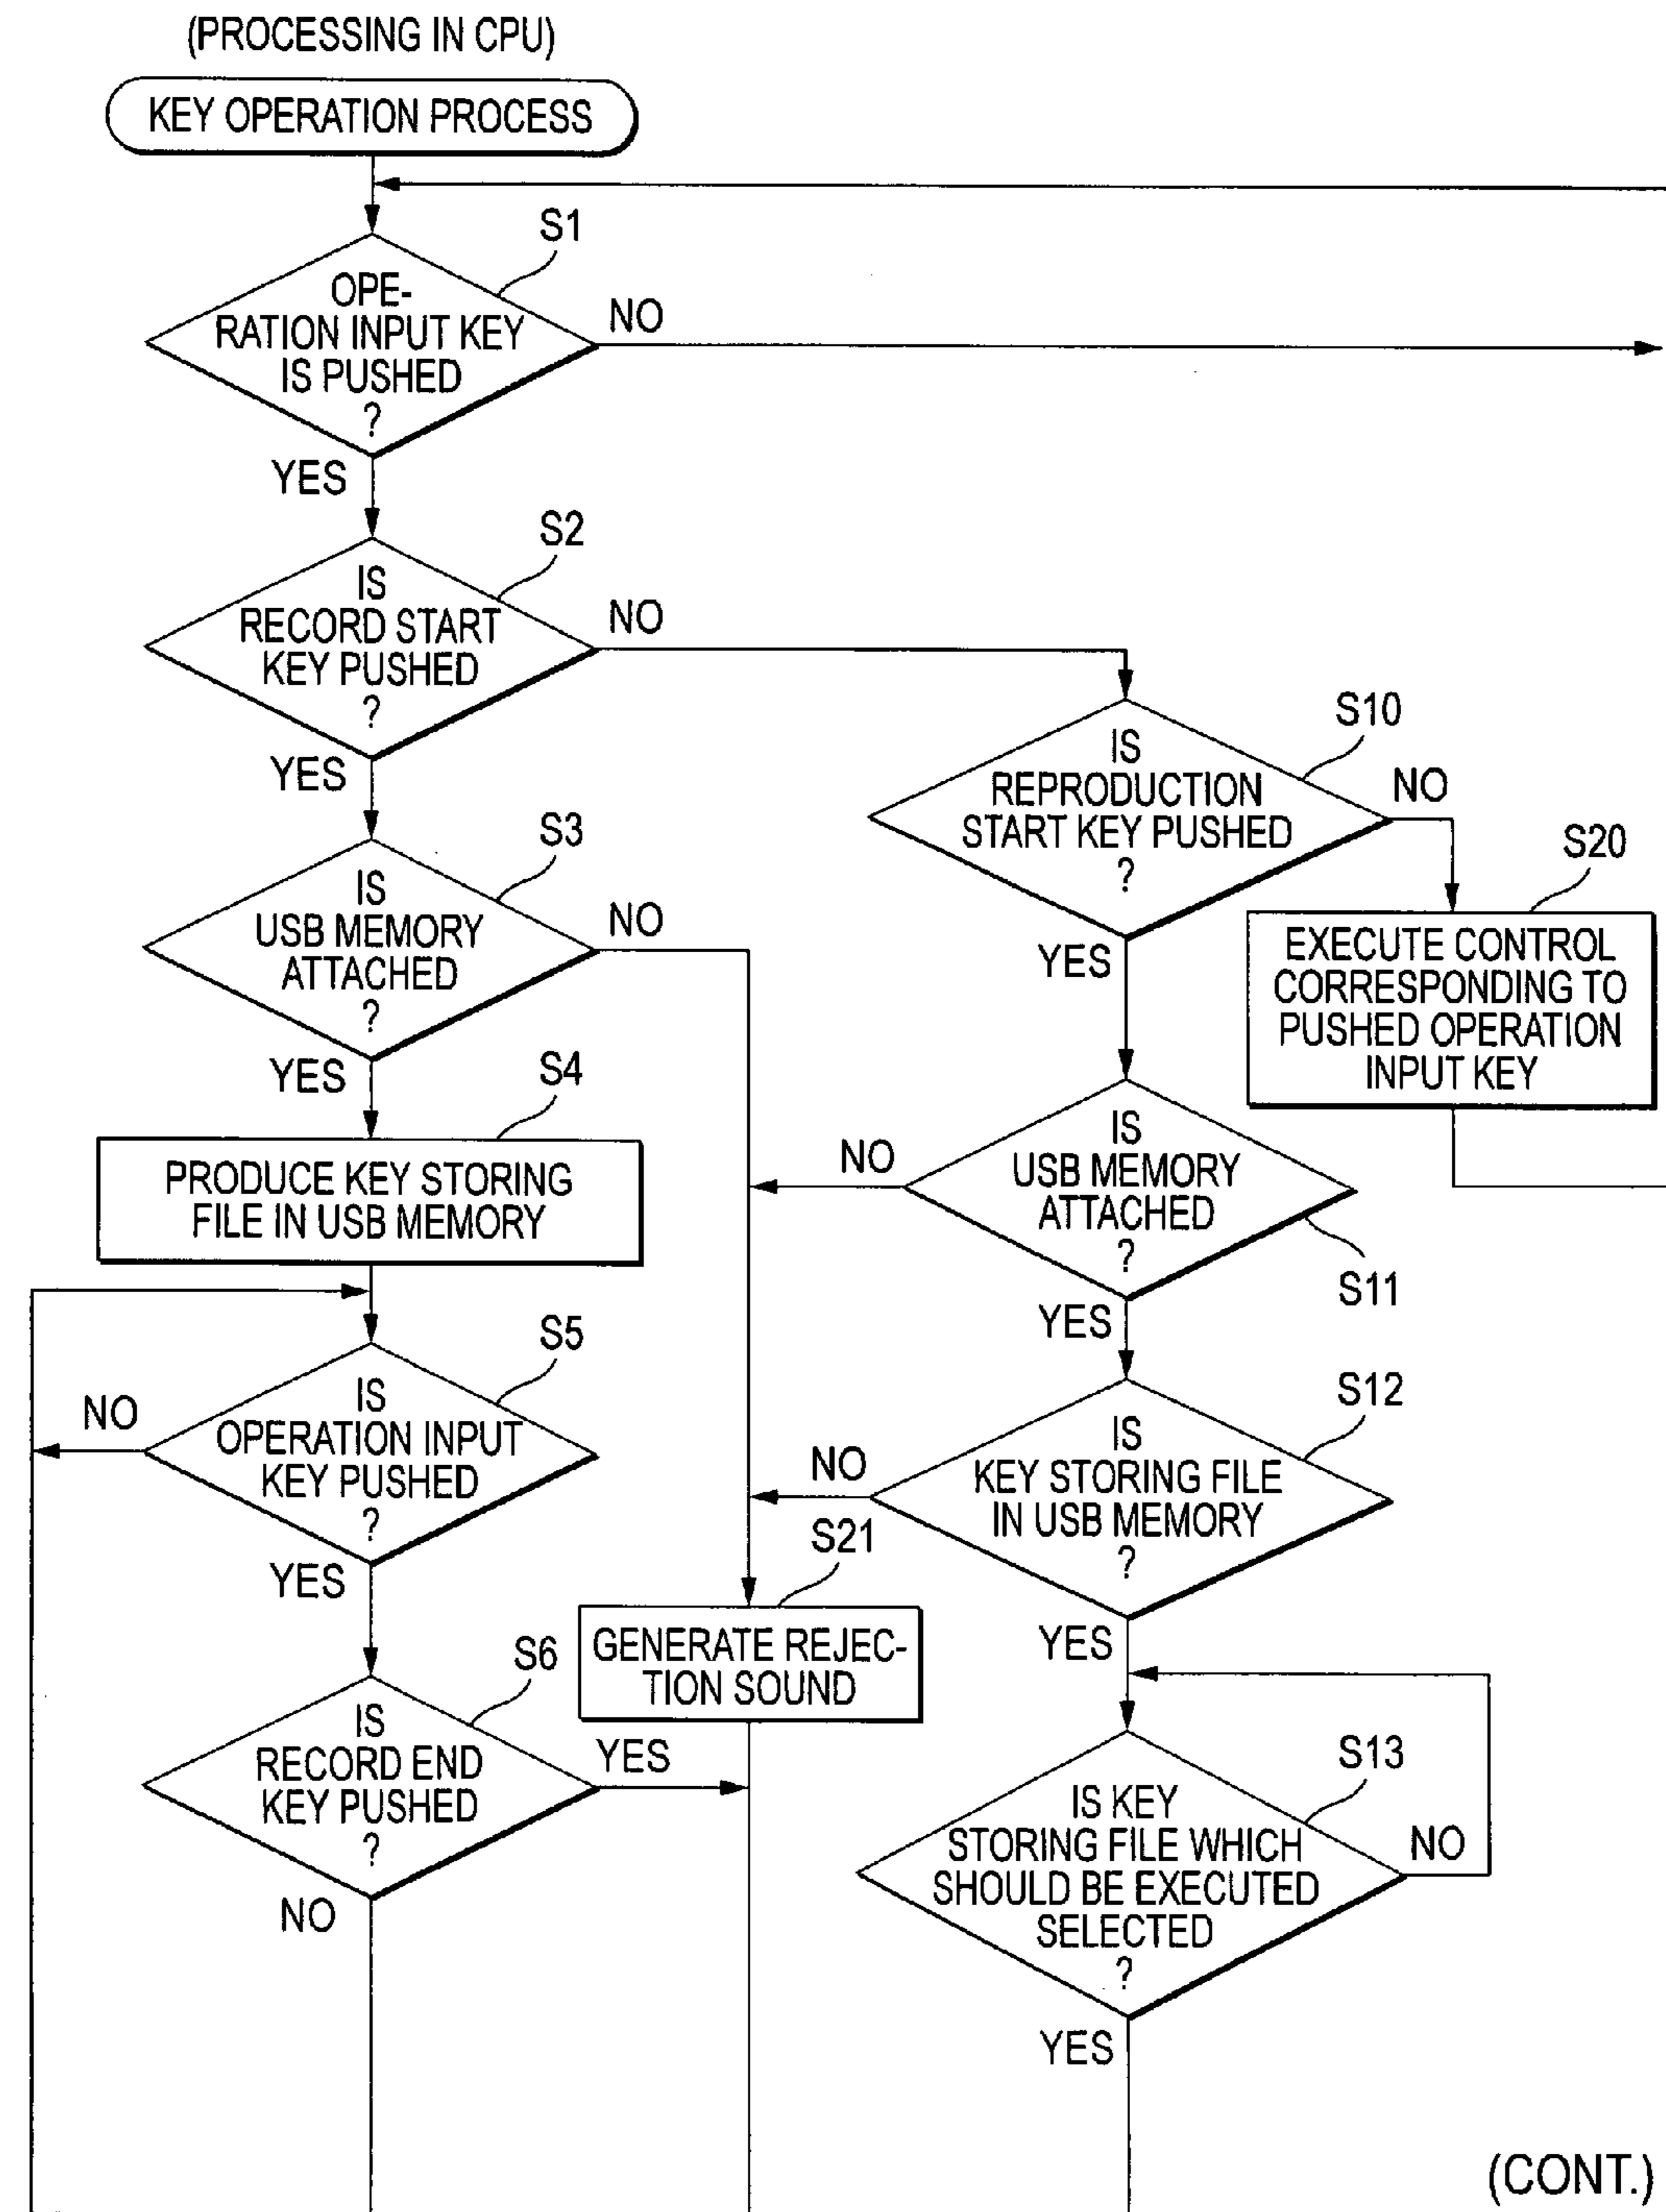 (PROCESSING IN CPU)
KEY OPERATION PROCESS
S1
OPE-
RATION INPUT KEY
IS PUSHED
?
NO
YES
S2
IS
RECORD START
KEY PUSHED
?
NO
YES
S10
IS
REPRODUCTION
START KEY PUSHED
?
NO
YES
S20
EXECUTE CONTROL
CORRESPONDING TO
PUSHED OPERATION
INPUT KEY
S3
IS
USB MEMORY
ATTACHED
?
NO
YES
S4
PRODUCE KEY STORING
FILE IN USB MEMORY
S11
IS
USB MEMORY
ATTACHED
?
NO
YES
S5
IS
OPERATION INPUT
KEY PUSHED
?
NO
YES
S12
IS
KEY STORING FILE
IN USB MEMORY
?
NO
YES
S21
GENERATE REJEC-
TION SOUND
S6
IS
RECORD END
KEY PUSHED
?
YES
NO
S13
IS KEY
STORING FILE WHICH
SHOULD BE EXECUTED
SELECTED
?
NO
YES
(CONT.)